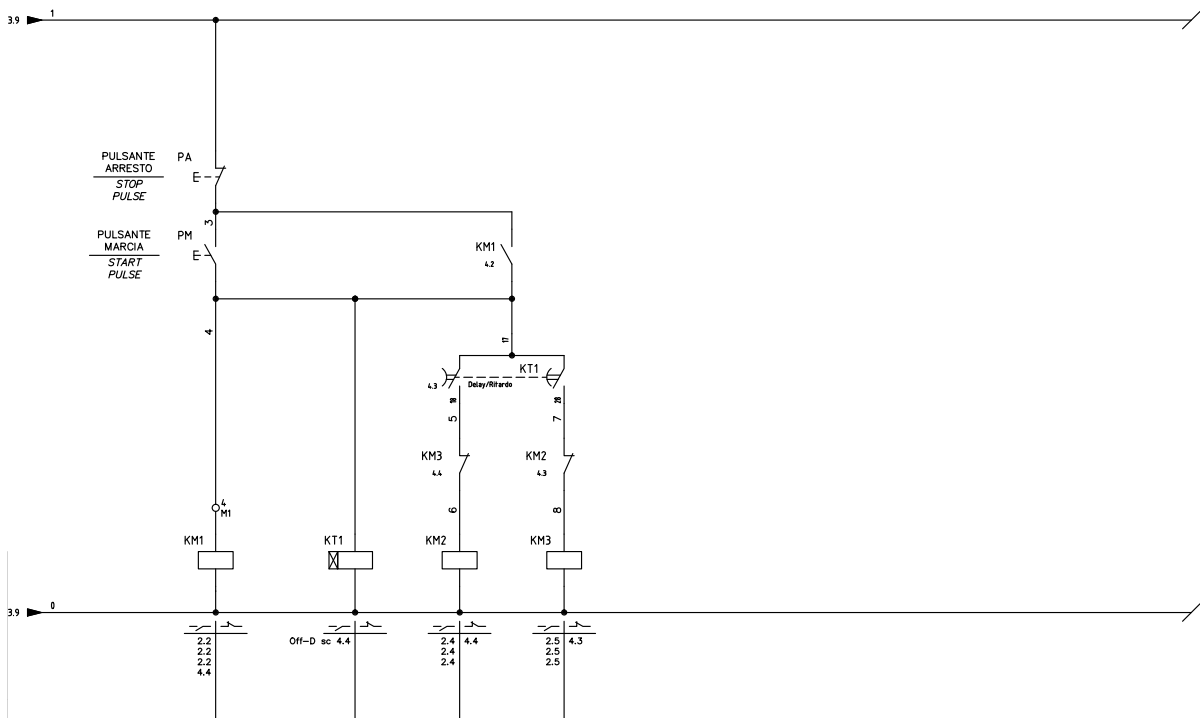 3.9 1
PULSANTE
ARRESTO
STOP
PULSE
PA
3
PULSANTE
MARCIA
START
PULSE
PM
KM1
4.2
4
17
KT1
4.3
Delay/Ritardo
18
28
5
7
KM3
4.4
KM2
4.3
4
M1
6
8
KM1
KT1
KM2
KM3
3.9 0
2.2
2.2
2.2
4.4
Off-D sc 4.4
2.4 4.4
2.4
2.4
2.5 4.3
2.5
2.5